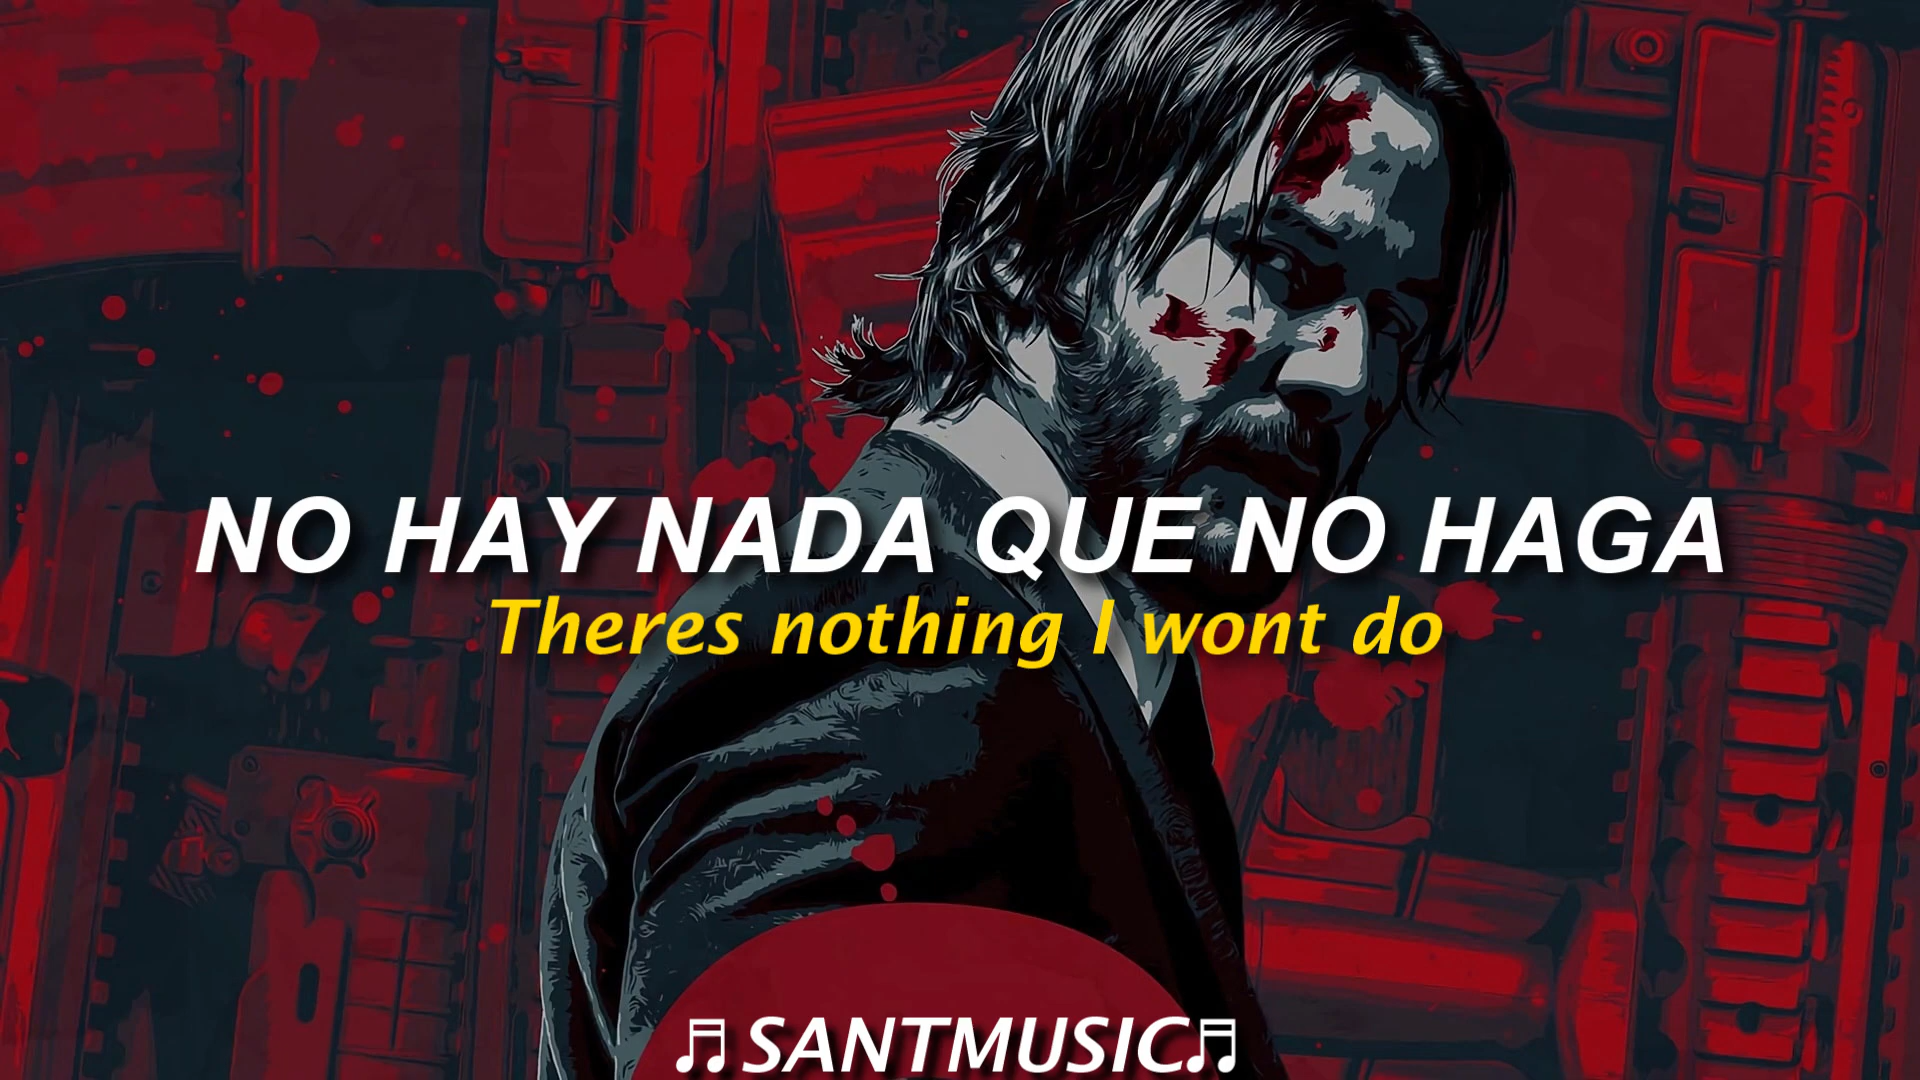 NO HAY NADA QUE NO HAGA
Theres nothing I wont do
♬SANTMUSIC♬